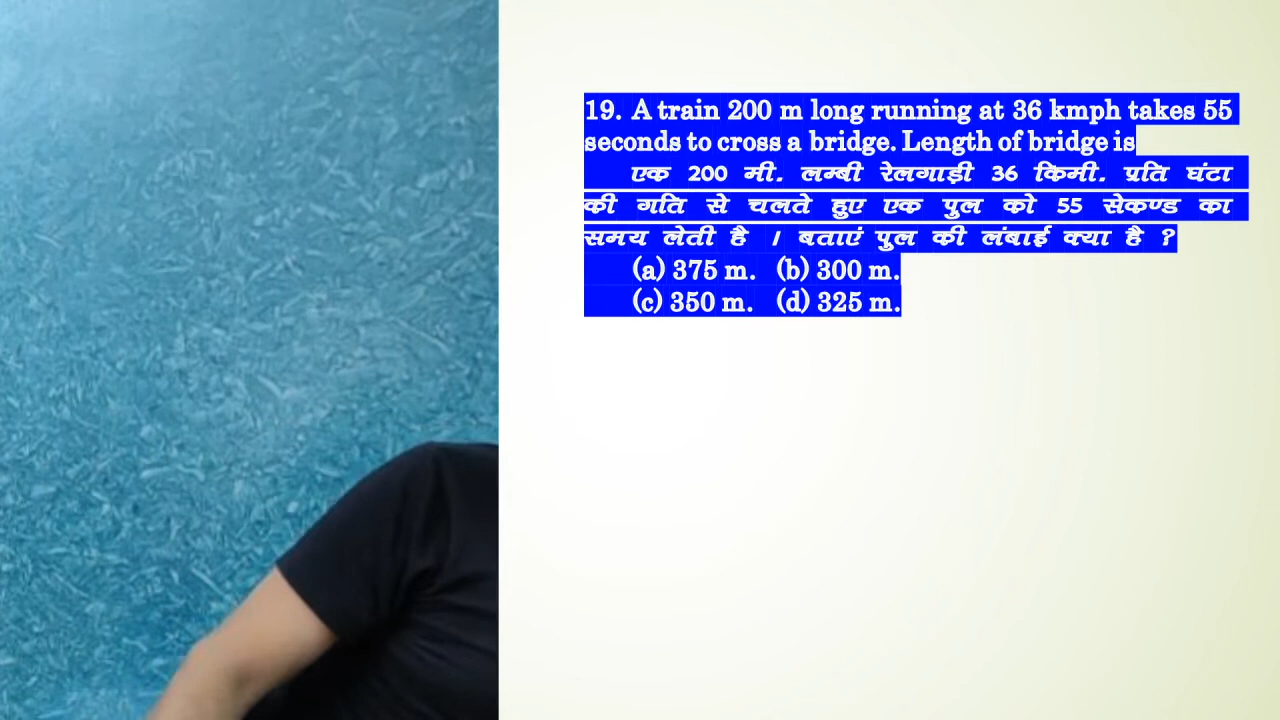 19. A train 200 m long running at 36 kmph takes 55
seconds to cross a bridge. Length of bridge is
एक 200 मी. लम्बी रेलगाड़ी 36 किमी. प्रति घंटा
की गति से चलते हुए एक पुल को 55 सेकण्ड का
समय लेती है । बताएं पुल की लंबाई क्या है ?
(a) 375 m. (b) 300 m.
(c) 350 m. (d) 325 m.